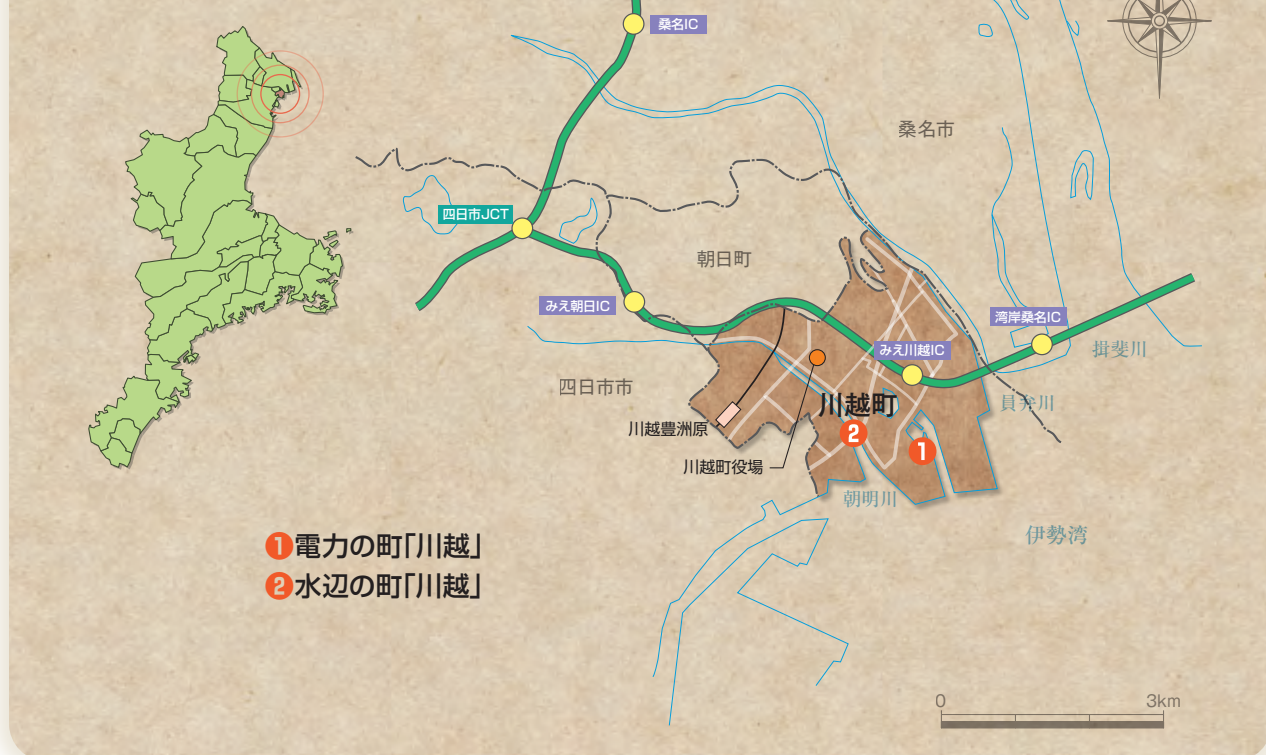 桑名IC
桑名市
四日市JCT
朝日町
みえ朝日IC
湾岸桑名IC
みえ川越IC
揖斐川
四日市市
川越町
員弁川
川越豊洲原
2
1
川越町役場
朝明川
伊勢湾
1電力の町「川越」
2水辺の町「川越」
0 3km